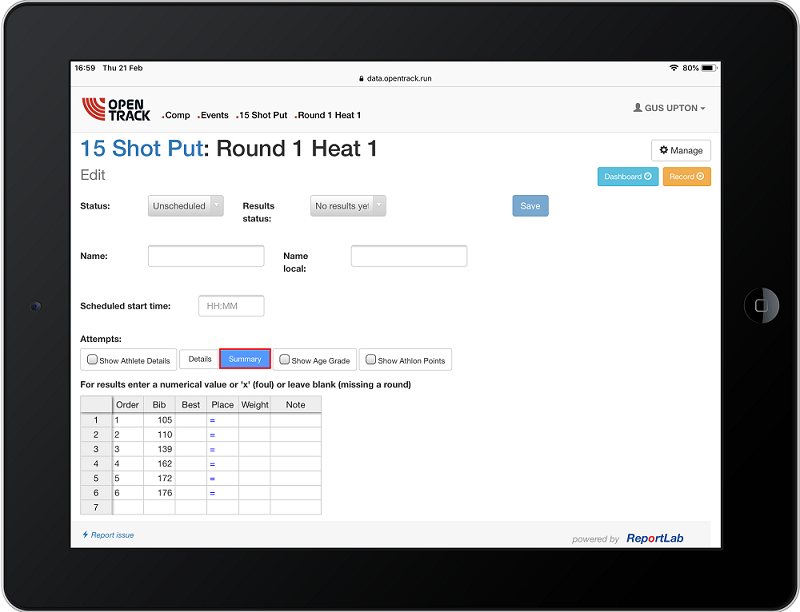 16:59 Thu 21 Feb 80%
data.opentrack.run
OPEN TRACK .Comp .Events .15 Shot Put .Round 1 Heat 1 GUS UPTON
15 Shot Put: Round 1 Heat 1 Manage
Edit Dashboard Record
Status: Unscheduled Results status: No results yet Save
Name: Name local:
Scheduled start time: HH:MM
Attempts:
Show Athlete Details Details Summary Show Age Grade Show Athlon Points
For results enter a numerical value or 'x' (foul) or leave blank (missing a round)
Order Bib Best Place Weight Note
1 1 105 =
2 2 110 =
3 3 139 =
4 4 162 =
5 5 172 =
6 6 176 =
7
Report issue powered by ReportLab